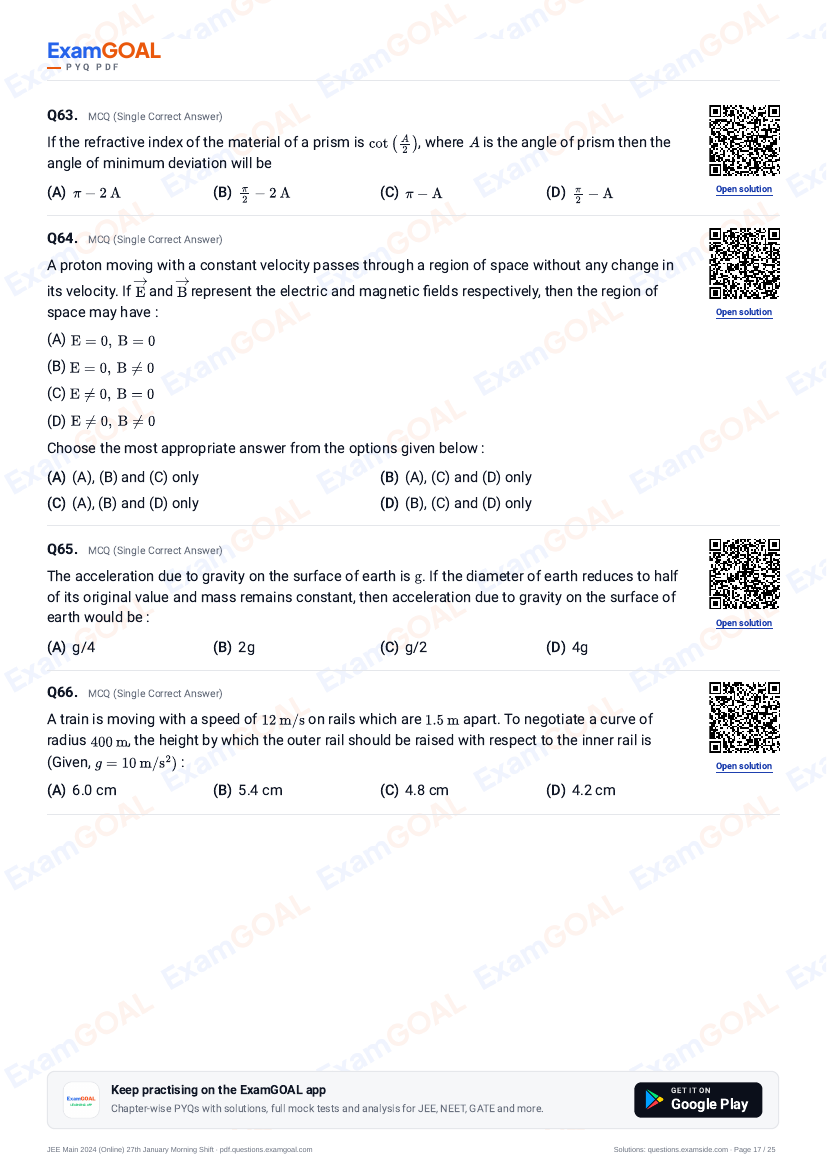 ExamGOAL
PYQ PDF
Q63. MCQ (Single Correct Answer)
If the refractive index of the material of a prism is cot (A/2), where A is the angle of prism then the
angle of minimum deviation will be
(A) π − 2 A (B) π/2 − 2 A (C) π − A (D) π/2 − A
Open solution
Q64. MCQ (Single Correct Answer)
A proton moving with a constant velocity passes through a region of space without any change in
its velocity. If E⃗ and B⃗ represent the electric and magnetic fields respectively, then the region of
space may have :
(A) E = 0, B = 0
(B) E = 0, B ≠ 0
(C) E ≠ 0, B = 0
(D) E ≠ 0, B ≠ 0
Choose the most appropriate answer from the options given below :
(A) (A), (B) and (C) only (B) (A), (C) and (D) only
(C) (A), (B) and (D) only (D) (B), (C) and (D) only
Open solution
Q65. MCQ (Single Correct Answer)
The acceleration due to gravity on the surface of earth is g. If the diameter of earth reduces to half
of its original value and mass remains constant, then acceleration due to gravity on the surface of
earth would be :
(A) g/4 (B) 2g (C) g/2 (D) 4g
Open solution
Q66. MCQ (Single Correct Answer)
A train is moving with a speed of 12 m/s on rails which are 1.5 m apart. To negotiate a curve of
radius 400 m, the height by which the outer rail should be raised with respect to the inner rail is
(Given, g = 10 m/s²) :
(A) 6.0 cm (B) 5.4 cm (C) 4.8 cm (D) 4.2 cm
Open solution
ExamGOAL
Keep practising on the ExamGOAL app
Chapter-wise PYQs with solutions, full mock tests and analysis for JEE, NEET, GATE and more.
GET IT ON
Google Play
JEE Main 2024 (Online) 27th January Morning Shift · pdf.questions.examgoal.com
Solutions: questions.examside.com · Page 17 / 25